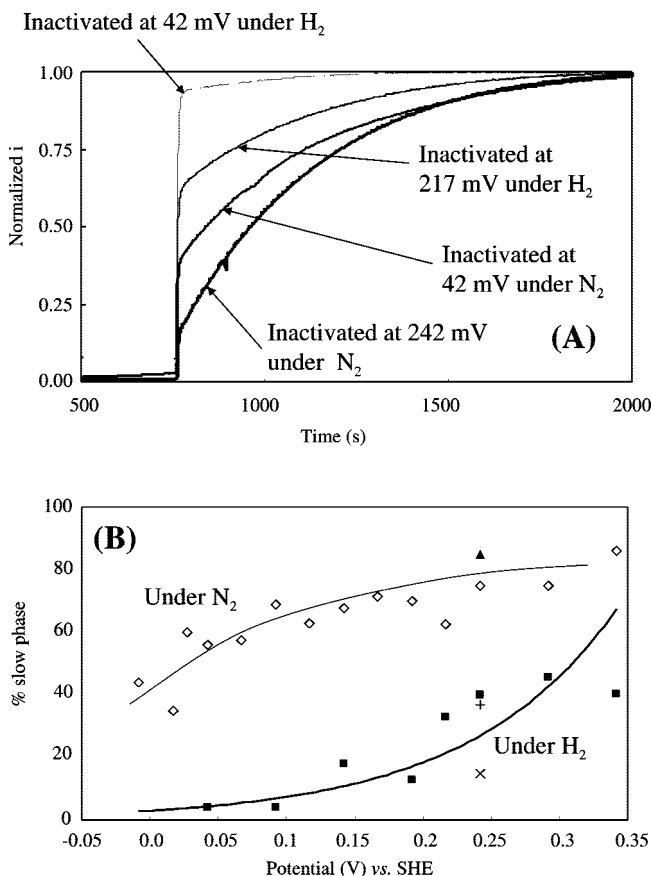 Inactivated at 42 mV under H₂
1.00
0.75
0.50
0.25
0.00
Normalized i
Inactivated at
217 mV under H₂
Inactivated at
42 mV under N₂
Inactivated at 242 mV
under N₂
(A)
500 1000 1500 2000
Time (s)
100
80
60
40
20
0
% slow phase
(B)
Under N₂
Under H₂
-0.05 0.0 0.05 0.1 0.15 0.2 0.25 0.3 0.35
Potential (V) vs. SHE